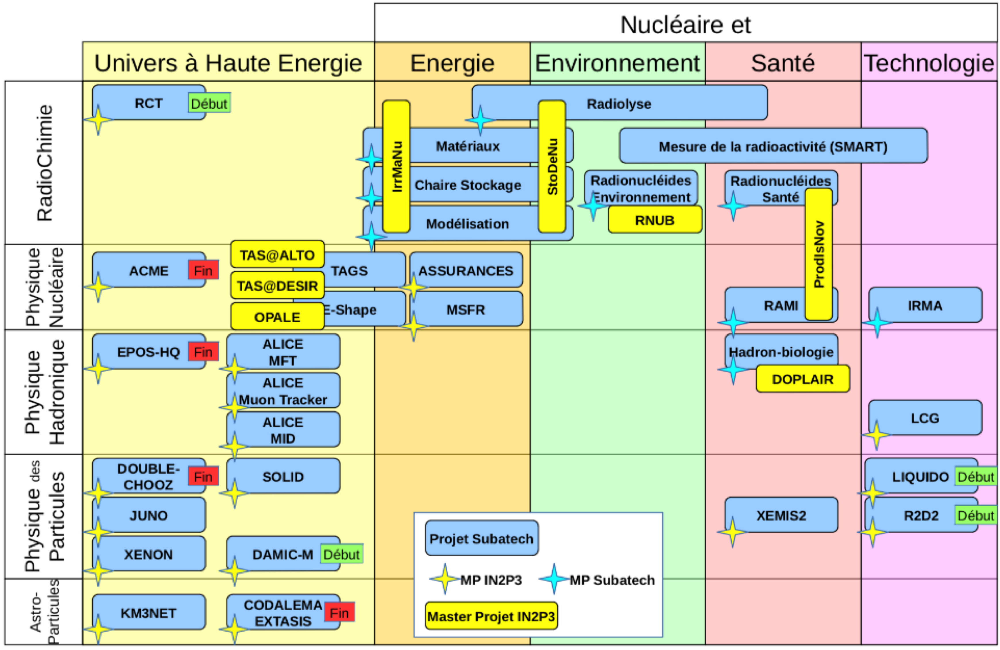 Nucléaire et
Univers à Haute Energie
Energie
Environnement
Santé
Technologie
RadioChimie
RCT
Début
Radiolyse
IrrMaNu
StoDeNu
Matériaux
Mesure de la radioactivité (SMART)
Chaire Stockage
Radionucléides
Environnement
Radionucléides
Santé
Modélisation
RNUB
ProdIsNov
Physique
Nucléaire
ACME
Fin
TAS@ALTO
TAGS
ASSURANCES
TAS@DESIR
OPALE
E-Shape
MSFR
RAMI
IRMA
Physique
Hadronique
EPOS-HQ
Fin
ALICE
MFT
Hadron-biologie
DOPLAIR
ALICE
Muon Tracker
ALICE
MID
LCG
Physique des
Particules
DOUBLE-
CHOOZ
Fin
SOLID
LIQUIDO
Début
JUNO
XEMIS2
R2D2
Début
XENON
DAMIC-M
Début
Astro-
Particules
KM3NET
CODALEMA
EXTASIS
Fin
Projet Subatech
MP IN2P3
MP Subatech
Master Projet IN2P3